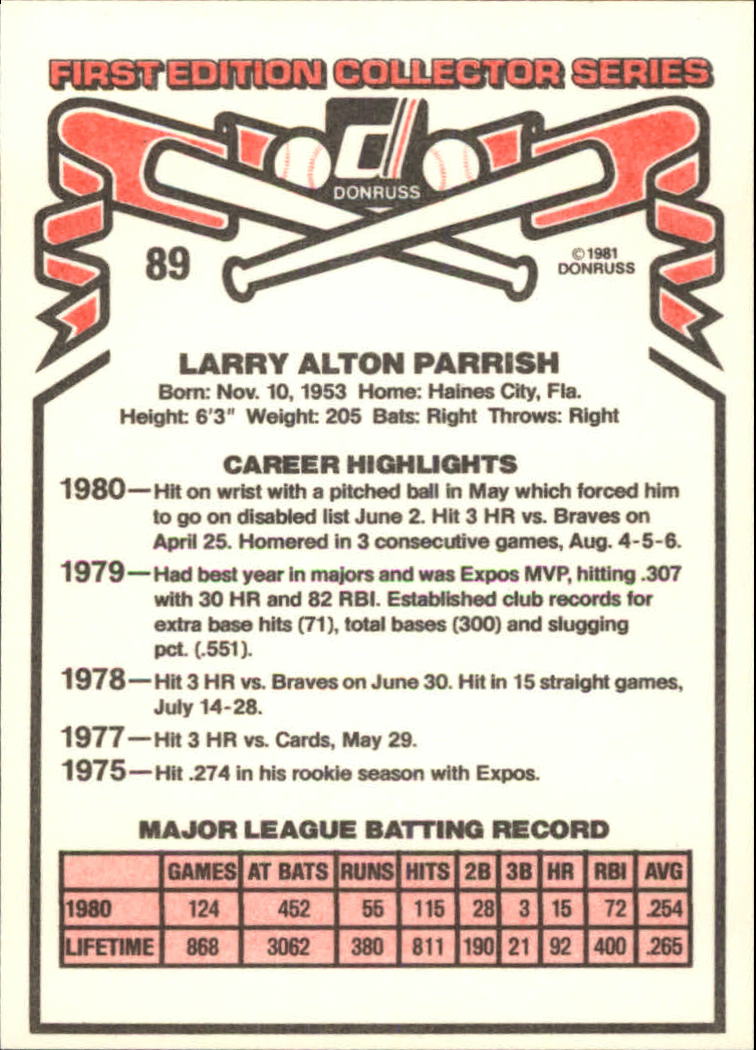 FIRST EDITION COLLECTOR SERIES
d
DONRUSS
89
© 1981
DONRUSS
LARRY ALTON PARRISH
Born: Nov. 10, 1953 Home: Haines City, Fla.
Height: 6'3" Weight: 205 Bats: Right Throws: Right
CAREER HIGHLIGHTS
1980—Hit on wrist with a pitched ball in May which forced him
to go on disabled list June 2. Hit 3 HR vs. Braves on
April 25. Homered in 3 consecutive games, Aug. 4-5-6.
1979—Had best year in majors and was Expos MVP, hitting .307
with 30 HR and 82 RBI. Established club records for
extra base hits (71), total bases (300) and slugging
pct. (.551).
1978—Hit 3 HR vs. Braves on June 30. Hit in 15 straight games,
July 14-28.
1977—Hit 3 HR vs. Cards, May 29.
1975—Hit .274 in his rookie season with Expos.
MAJOR LEAGUE BATTING RECORD
GAMES AT BATS RUNS HITS 2B 3B HR RBI AVG
1980 124 452 55 115 28 3 15 72 .254
LIFETIME 868 3062 380 811 190 21 92 400 .265